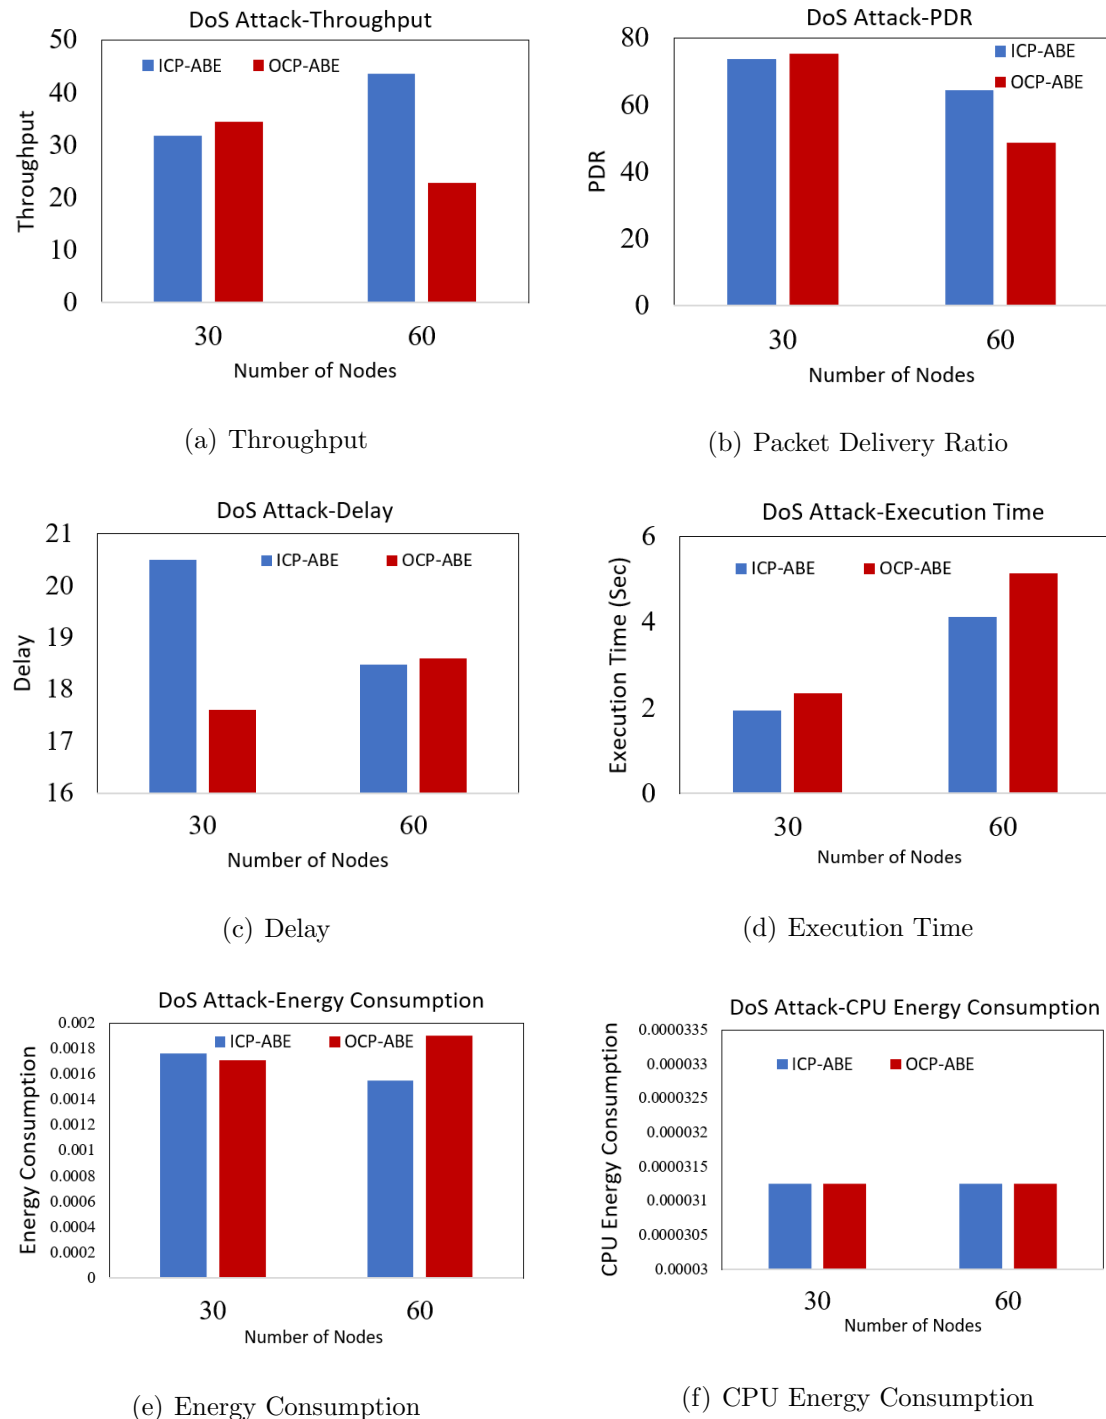 DoS Attack-Throughput
50
40
30
20
10
0
Throughput
ICP-ABE OCP-ABE
30 60
Number of Nodes
(a) Throughput
DoS Attack-PDR
80
60
40
20
0
PDR
ICP-ABE
OCP-ABE
30 60
Number of Nodes
(b) Packet Delivery Ratio
DoS Attack-Delay
21
20
19
18
17
16
Delay
ICP-ABE OCP-ABE
30 60
Number of Nodes
(c) Delay
DoS Attack-Execution Time
6
4
2
0
Execution Time (Sec)
ICP-ABE OCP-ABE
30 60
Number of Nodes
(d) Execution Time
DoS Attack-Energy Consumption
0.002
0.0018
0.0016
0.0014
0.0012
0.001
0.0008
0.0006
0.0004
0.0002
0
Energy Consumption
ICP-ABE OCP-ABE
30 60
Number of Nodes
(e) Energy Consumption
DoS Attack-CPU Energy Consumption
0.0000335
0.000033
0.0000325
0.000032
0.0000315
0.000031
0.0000305
0.00003
CPU Energy Consumption
ICP-ABE OCP-ABE
30 60
Number of Nodes
(f) CPU Energy Consumption